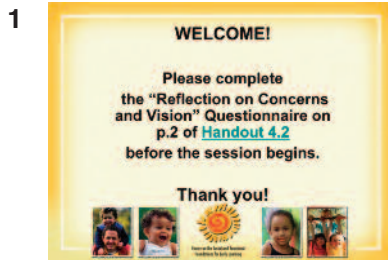 1
WELCOME!
Please complete
the “Reflection on Concerns
and Vision” Questionnaire on
p.2 of Handout 4.2
before the session begins.
Thank you!